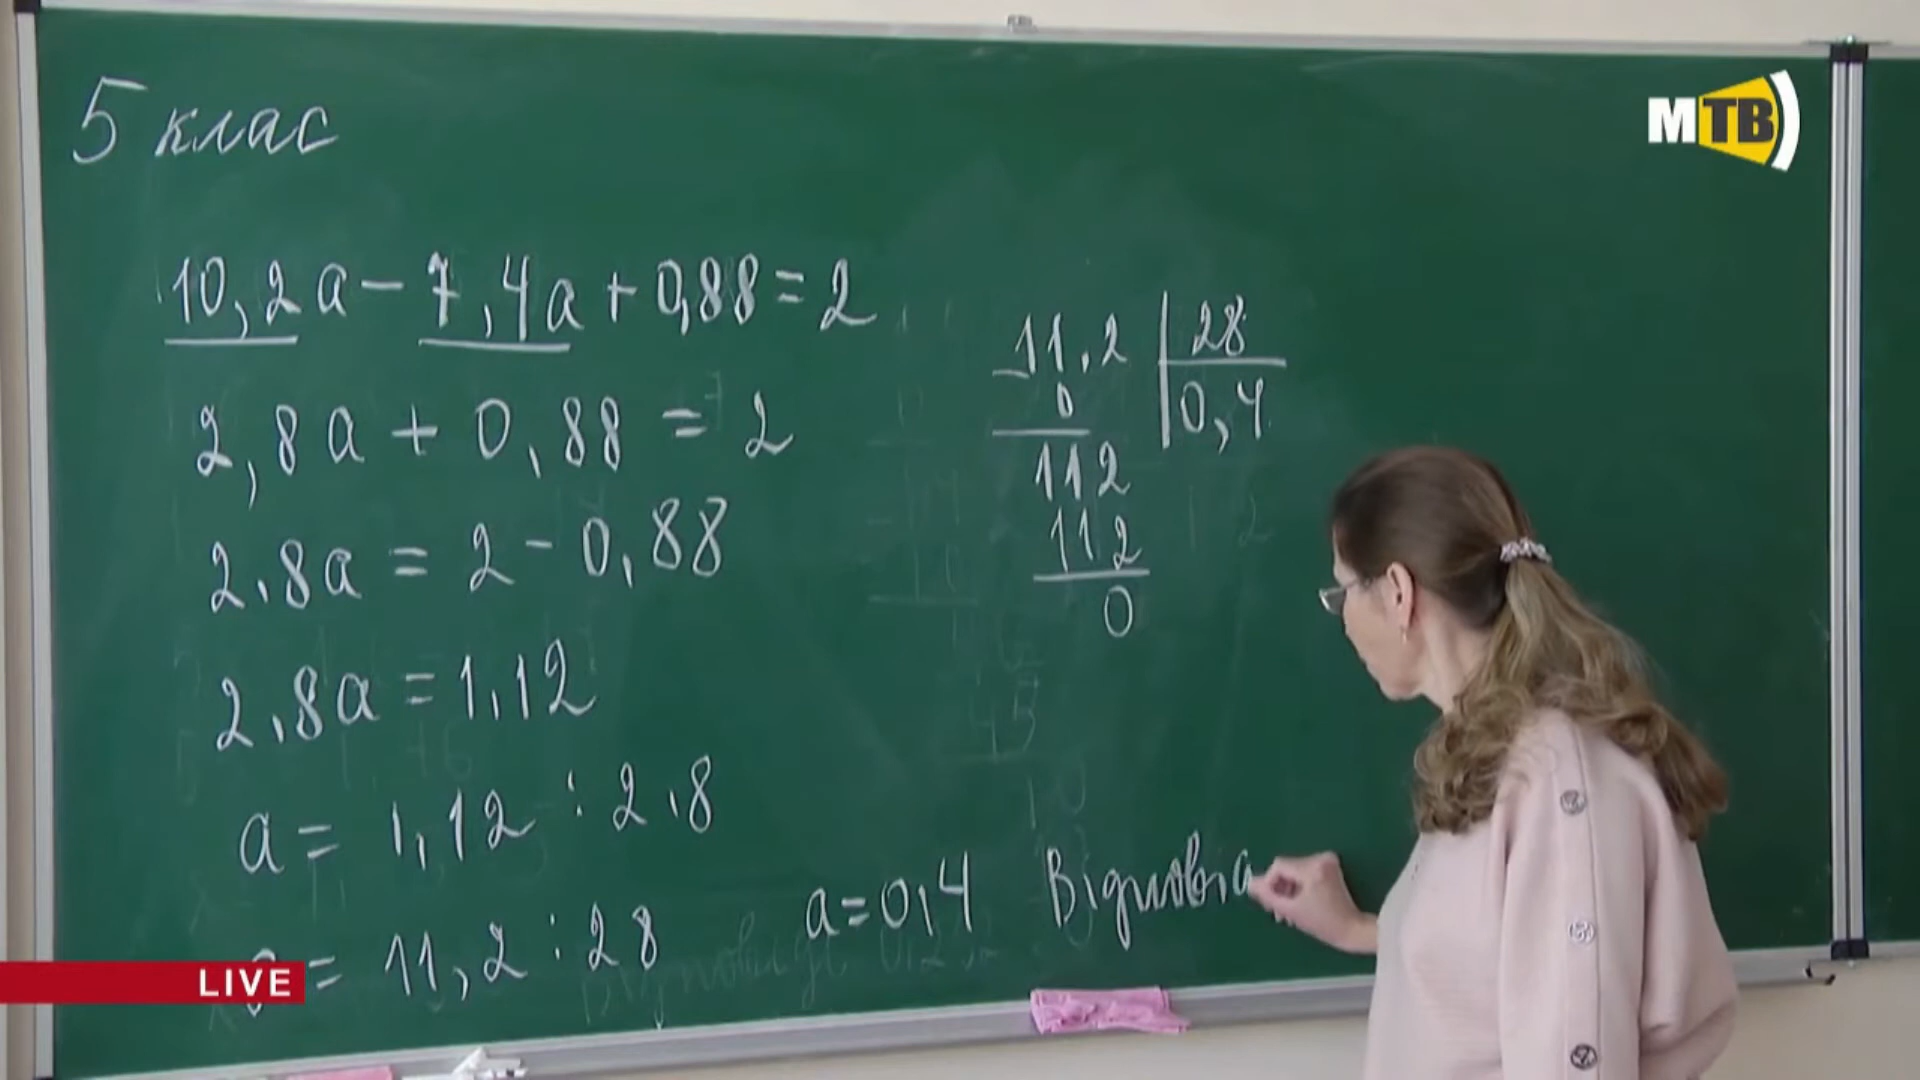 5 клас
МТВ
10,2a − 7,4a + 0,88 = 2
2,8a + 0,88 = 2
2,8a = 2 − 0,88
2,8a = 1,12
a = 1,12 : 2,8
= 11,2 : 28
a = 0,4
11,2 | 28
0 | 0,4
112
112
0
Відповід
LIVE